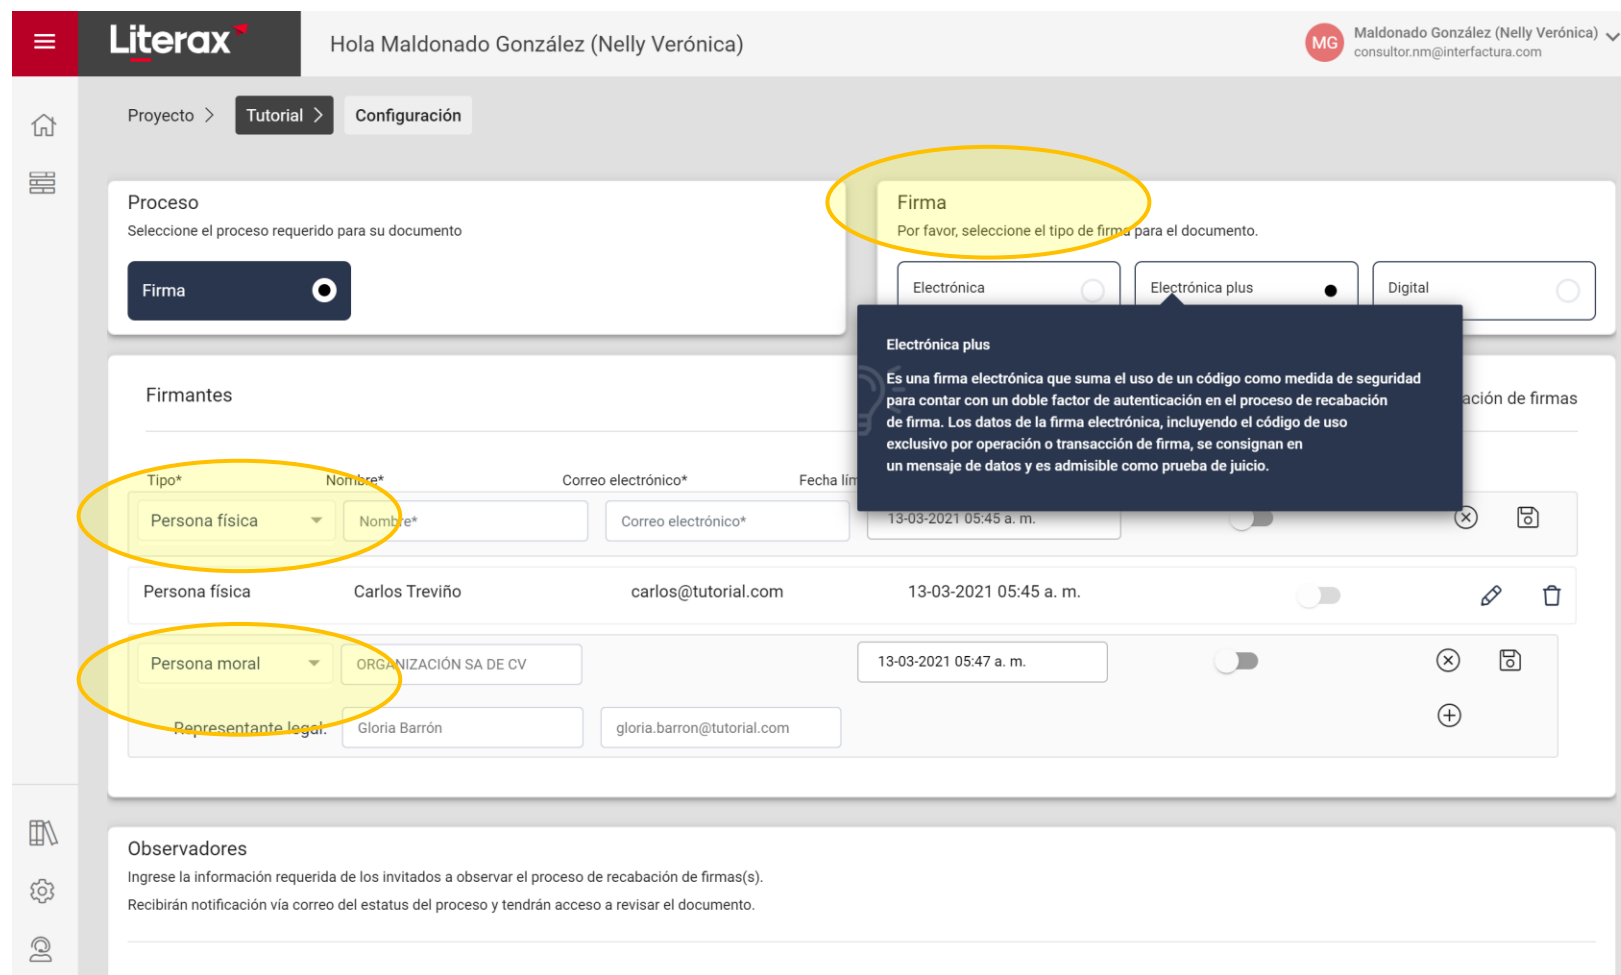 Literax
Hola Maldonado González (Nelly Verónica)
MG
Maldonado González (Nelly Verónica)
consultor.nm@interfactura.com
Proyecto
Tutorial
Configuración
Proceso
Seleccione el proceso requerido para su documento
Firma
Firma
Por favor, seleccione el tipo de firma para el documento.
Electrónica
Electrónica plus
Digital
Electrónica plus
Es una firma electrónica que suma el uso de un código como medida de seguridad
para contar con un doble factor de autenticación en el proceso de recabación
de firma. Los datos de la firma electrónica, incluyendo el código de uso
exclusivo por operación o transacción de firma, se consignan en
un mensaje de datos y es admisible como prueba de juicio.
Firmantes
ación de firmas
Tipo*
Nombre*
Correo electrónico*
Fecha lím
Persona física
Nombre*
Correo electrónico*
13-03-2021 05:45 a. m.
Persona física
Carlos Treviño
carlos@tutorial.com
13-03-2021 05:45 a. m.
Persona moral
ORGANIZACIÓN SA DE CV
13-03-2021 05:47 a. m.
Representante legal:
Gloria Barrón
gloria.barron@tutorial.com
Observadores
Ingrese la información requerida de los invitados a observar el proceso de recabación de firmas(s).
Recibirán notificación vía correo del estatus del proceso y tendrán acceso a revisar el documento.